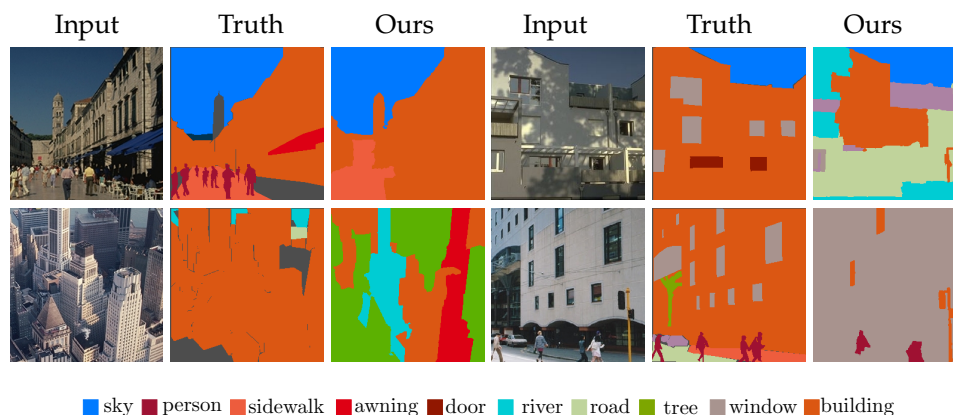 Input Truth Ours Input Truth Ours
sky person sidewalk awning door river road tree window building